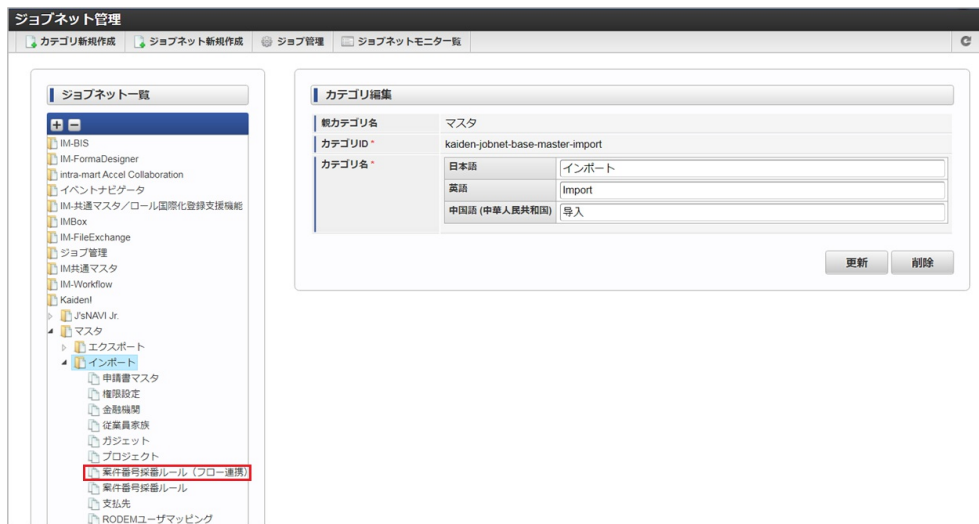 ジョブネット管理
カテゴリ新規作成 ジョブネット新規作成 ジョブ管理 ジョブネットモニター覧
ジョブネット一覧
IM-BIS
IM-FormaDesigner
intra-mart Accel Collaboration
イベントナビゲータ
IM-共通マスタ/ロール国際化登録支援機能
IMBox
IM-FileExchange
ジョブ管理
IM共通マスタ
IM-Workflow
Kaiden!
J'sNAVI Jr.
マスタ
エクスポート
インポート
申請書マスタ
権限設定
金融機関
従業員家族
ガジェット
プロジェクト
案件番号採番ルール(フロー連携)
案件番号採番ルール
支払先
RODEMユーザマッピング
カテゴリ編集
親カテゴリ名 マスタ
カテゴリID * kaiden-jobnet-base-master-import
カテゴリ名 * 日本語 インポート
英語 Import
中国語 (中華人民共和国) 导入
更新 削除